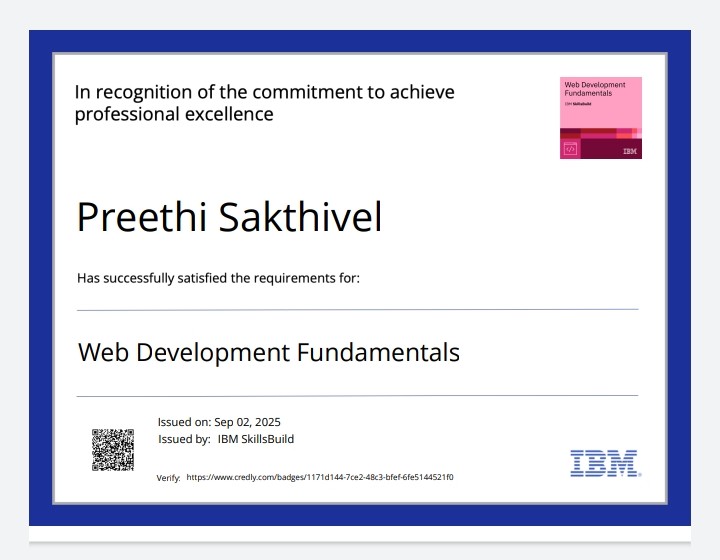 In recognition of the commitment to achieve
professional excellence
Web Development
Fundamentals
IBM SkillsBuild
IBM
Preethi Sakthivel
Has successfully satisfied the requirements for:
Web Development Fundamentals
Issued on: Sep 02, 2025
Issued by: IBM SkillsBuild
Verify: https://www.credly.com/badges/1171d144-7ce2-48c3-bfef-6fe5144521f0
IBM